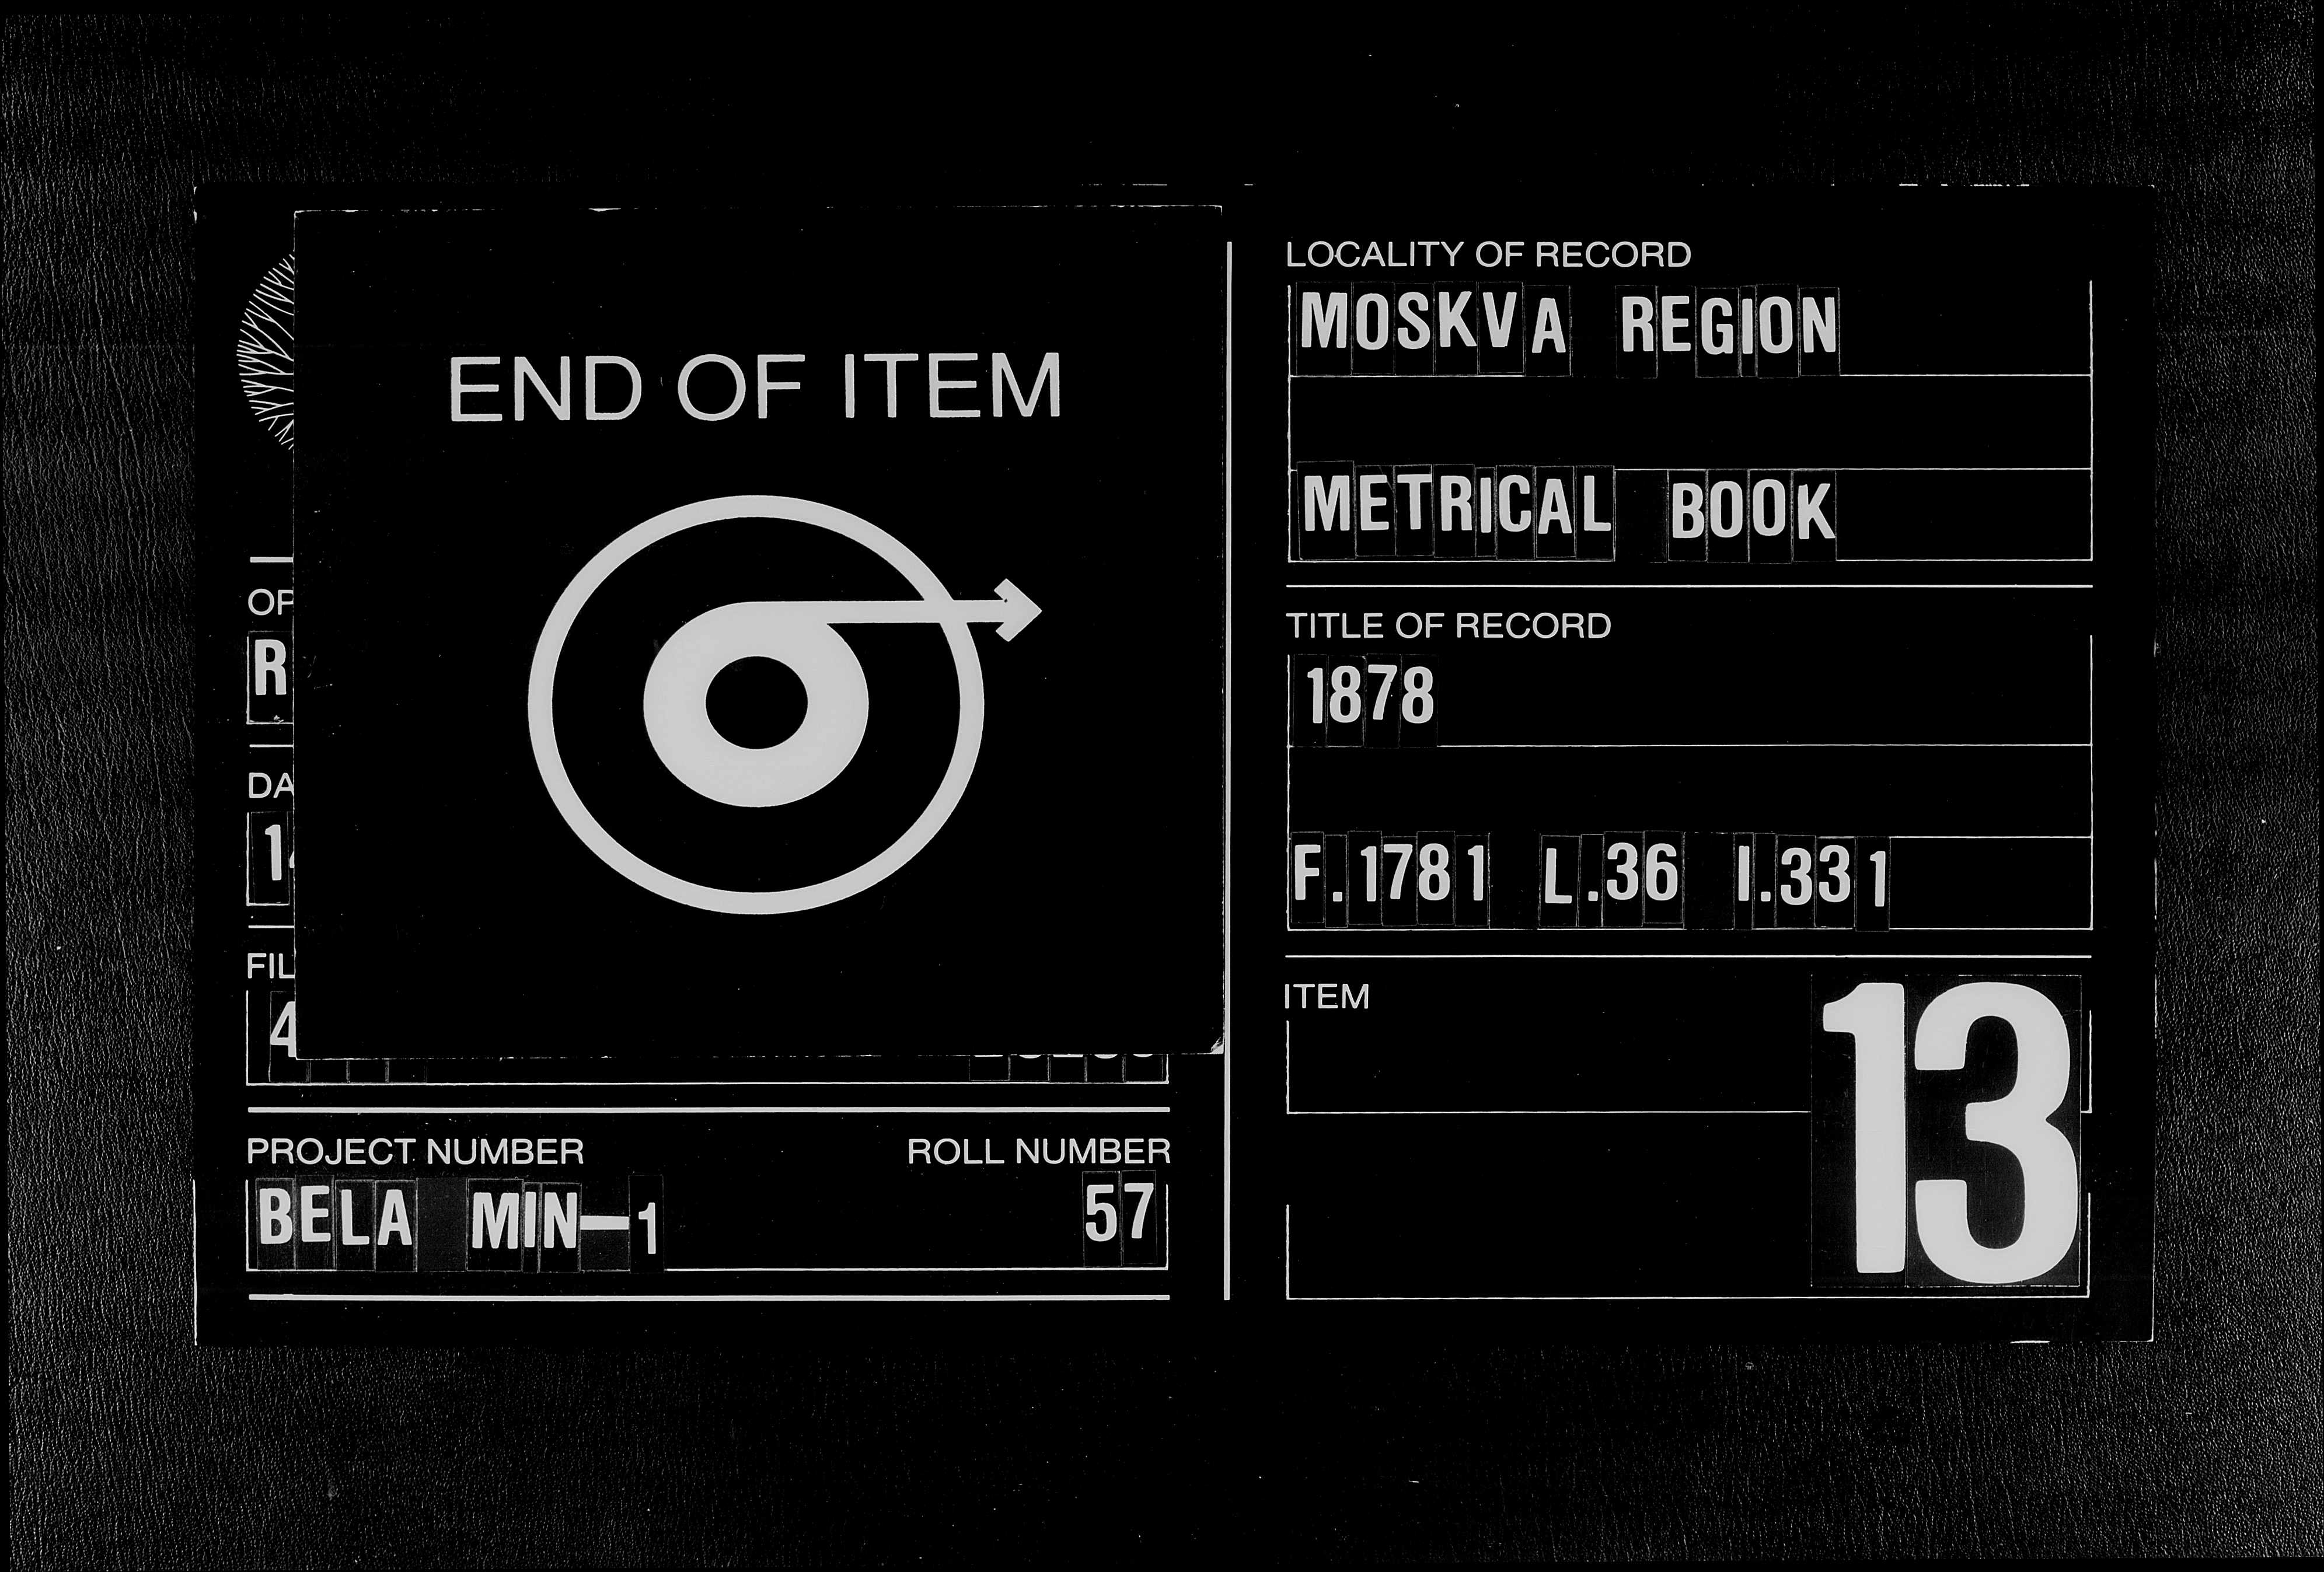 END OF ITEM
PROJECT NUMBER ROLL NUMBER
BELA MIN-1 57
LOCALITY OF RECORD
MOSKVA REGION
METRICAL BOOK
TITLE OF RECORD
1878
F.1781 L.36 I.331
ITEM
13